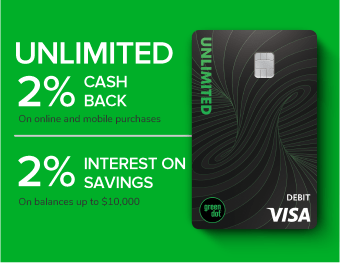 UNLIMITED
2% CASH
BACK
On online and mobile purchases
2% INTEREST ON
SAVINGS
On balances up to $10,000
UNLIMITED
DEBIT
green
dot
VISA